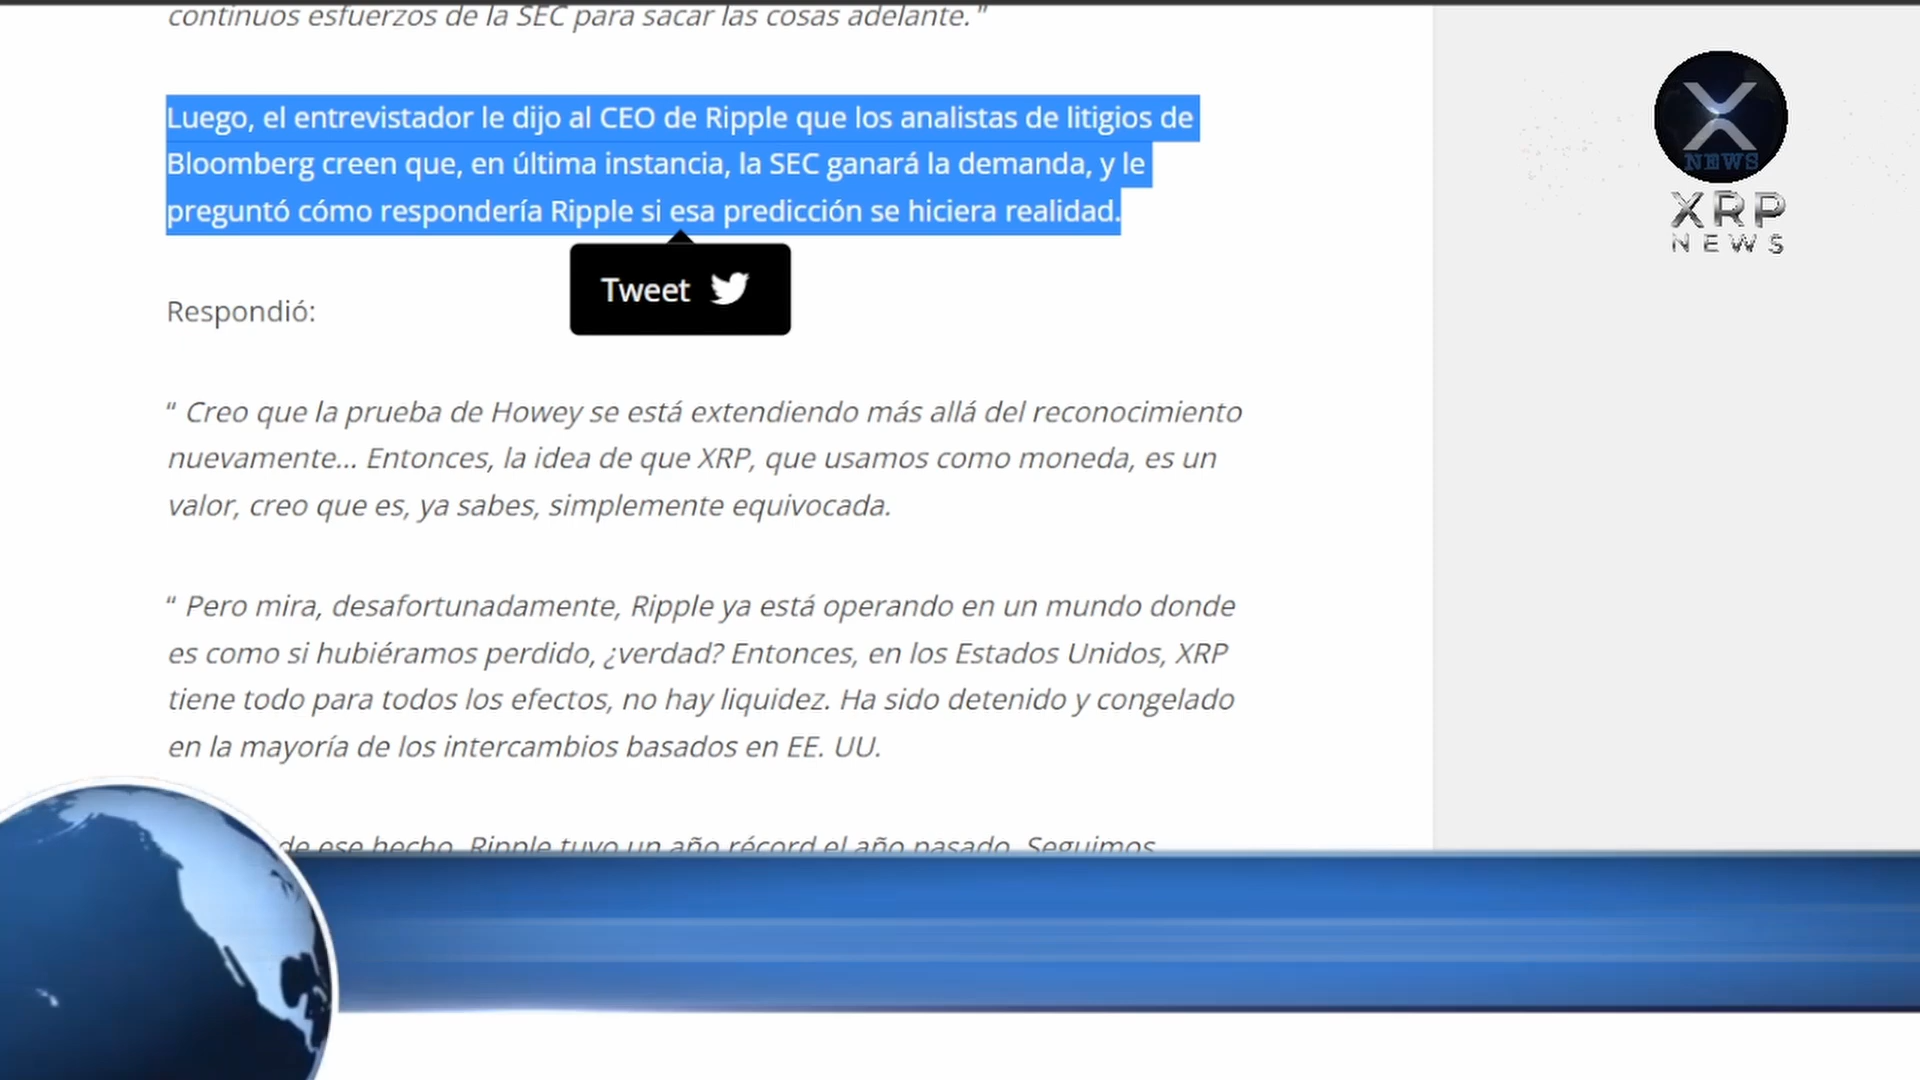 continuos esfuerzos de la SEC para sacar las cosas adelante."
Luego, el entrevistador le dijo al CEO de Ripple que los analistas de litigios de
Bloomberg creen que, en última instancia, la SEC ganará la demanda, y le
preguntó cómo respondería Ripple si esa predicción se hiciera realidad.
Tweet
Respondió:
“ Creo que la prueba de Howey se está extendiendo más allá del reconocimiento
nuevamente... Entonces, la idea de que XRP, que usamos como moneda, es un
valor, creo que es, ya sabes, simplemente equivocada.
“ Pero mira, desafortunadamente, Ripple ya está operando en un mundo donde
es como si hubiéramos perdido, ¿verdad? Entonces, en los Estados Unidos, XRP
tiene todo para todos los efectos, no hay liquidez. Ha sido detenido y congelado
en la mayoría de los intercambios basados en EE. UU.
de ese hecho, Ripple tuvo un año récord el año pasado. Seguimos
NEWS
XRP
NEWS